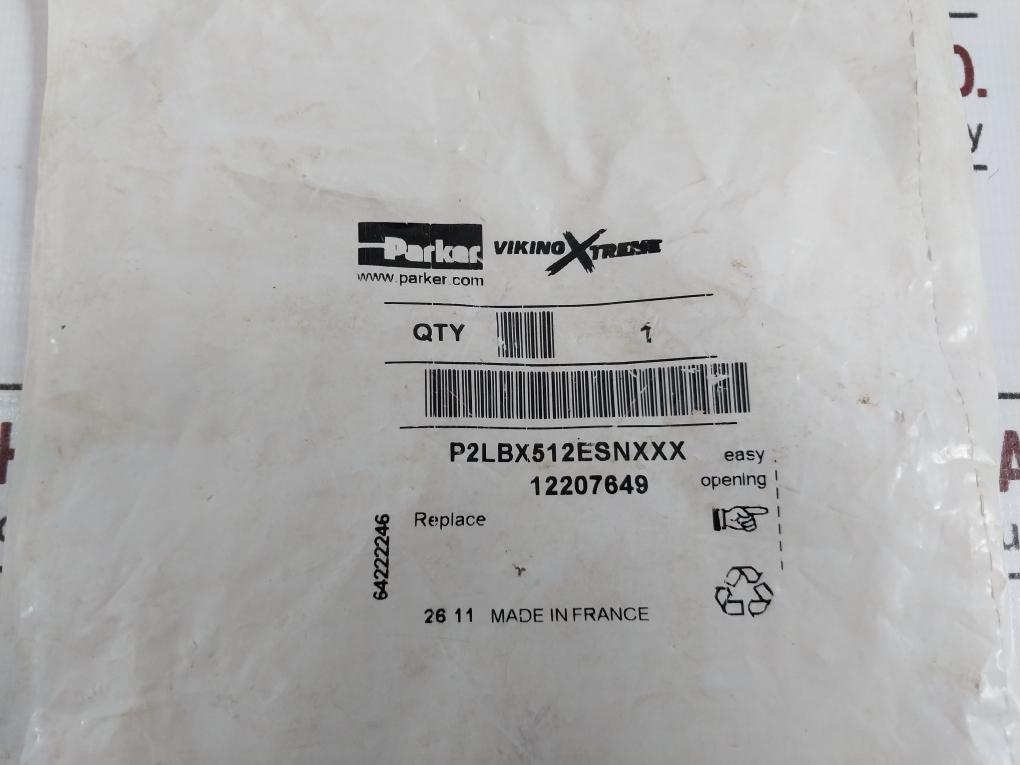 Parker VIKING XTREME
www.parker.com
QTY 1
P2LBX512ESNXXX
12207649
easy
opening
Replace
64222246
26 11 MADE IN FRANCE